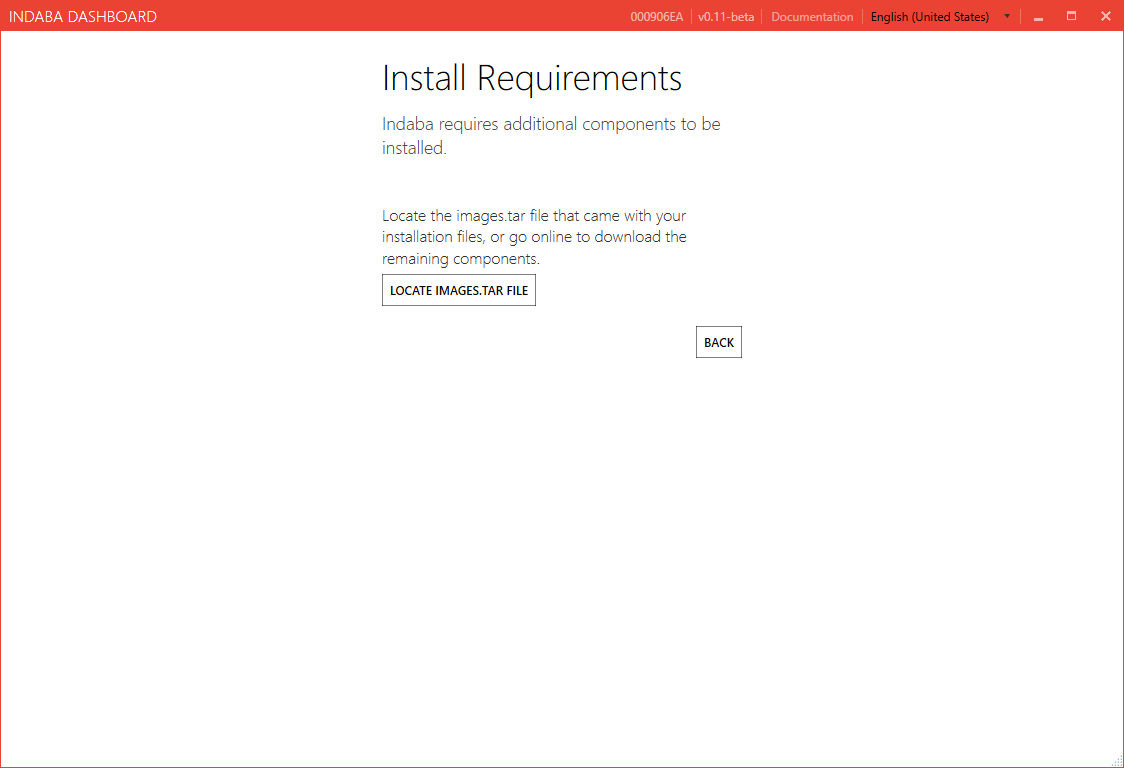 INDABA DASHBOARD
000906EA
v0.11-beta
Documentation
English (United States)
Install Requirements
Indaba requires additional components to be
installed.
Locate the images.tar file that came with your
installation files, or go online to download the
remaining components.
LOCATE IMAGES.TAR FILE
BACK